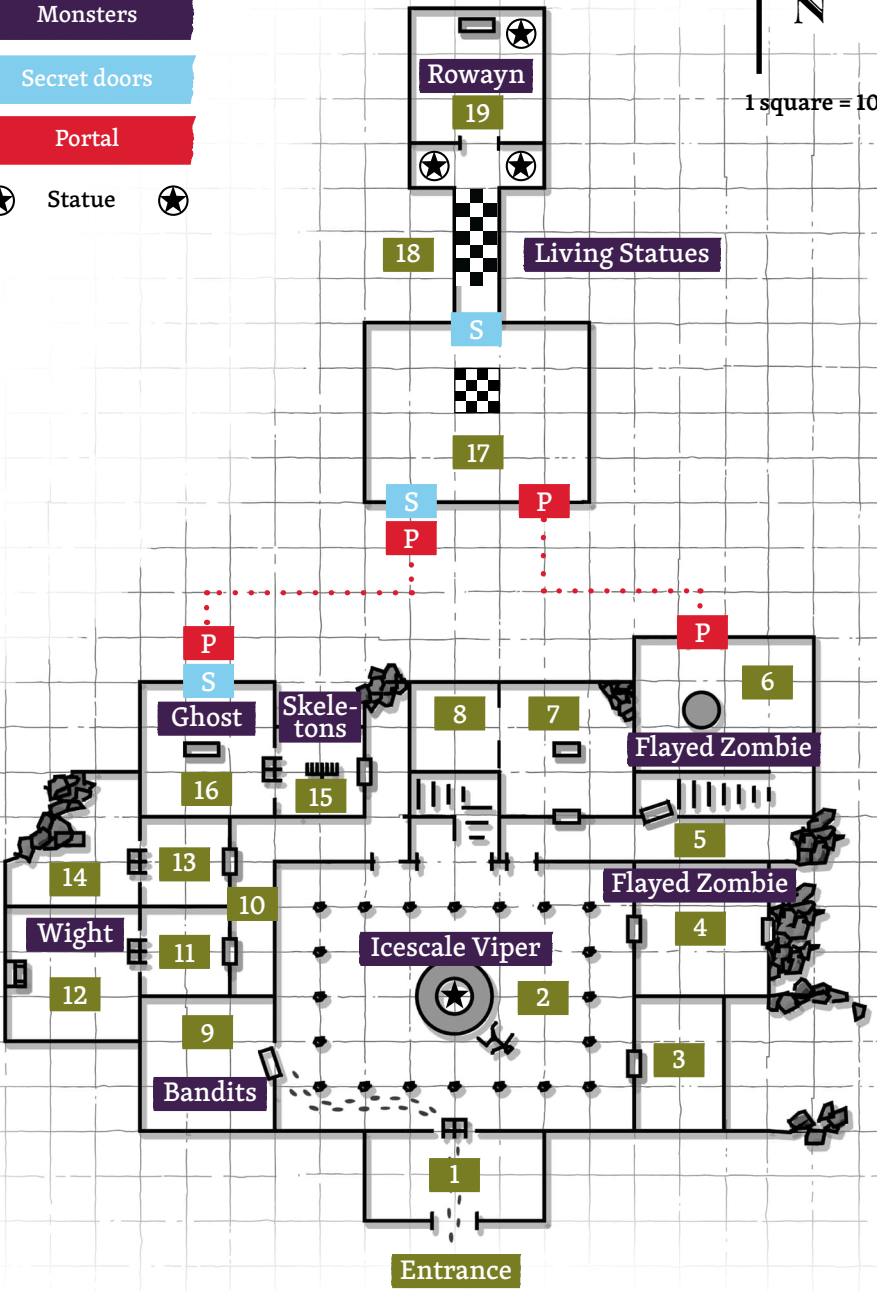 Monsters
Secret doors
Portal
Statue
N
1 square = 10
Rowayn
19
18
Living Statues
S
17
S
P
P
P
P
S
6
Ghost
Skele-
tons
8
7
Flayed Zombie
16
15
5
14
13
Flayed Zombie
10
4
Wight
11
Icescale Viper
12
2
9
3
Bandits
1
Entrance